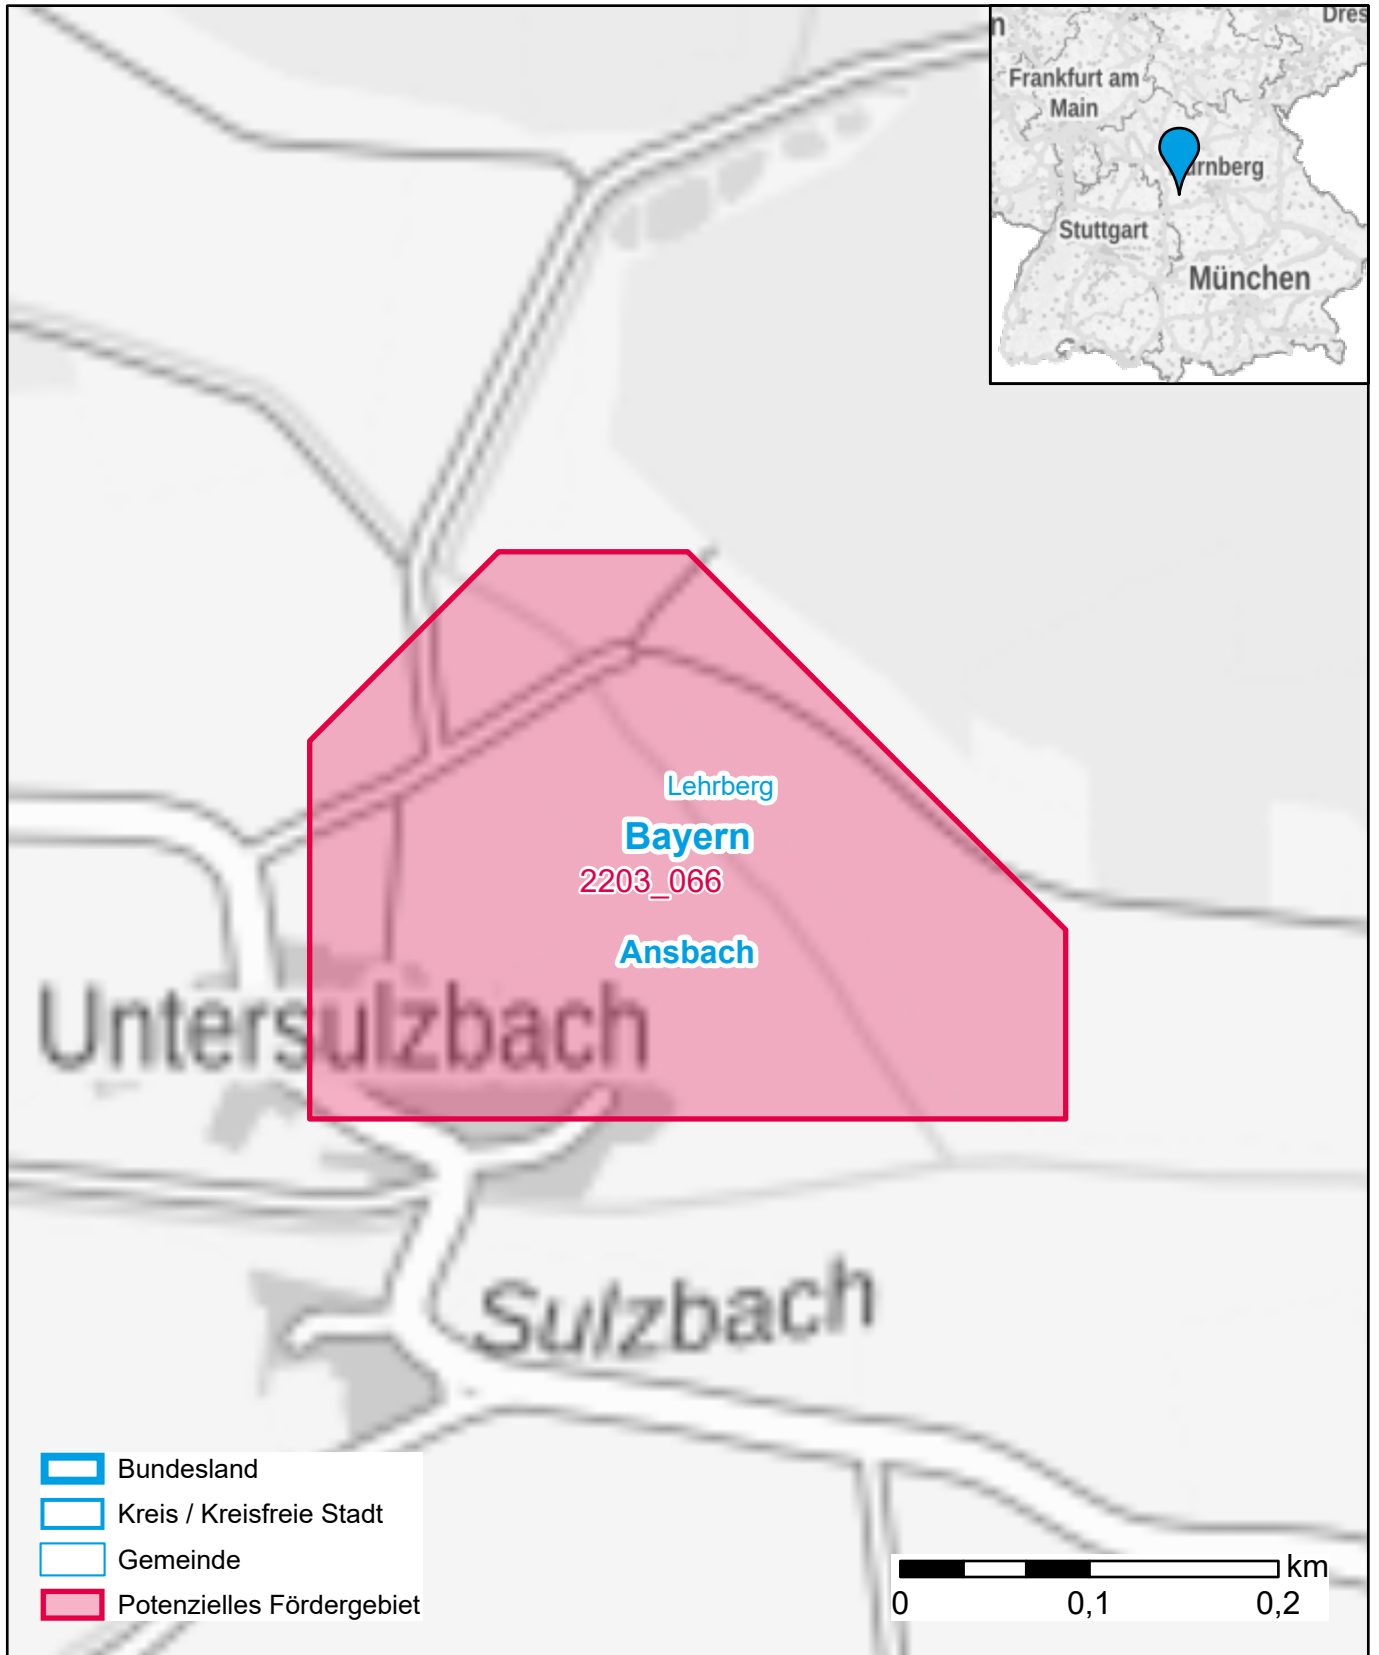 n
Dres
Frankfurt am
Main
Stuttgart
München
Lehrberg
Bayern
2203_066
Ansbach
Untersulzbach
Sulzbach
Bundesland
Kreis / Kreisfreie Stadt
Gemeinde
Potenzielles Fördergebiet
km
0
0,1
0,2